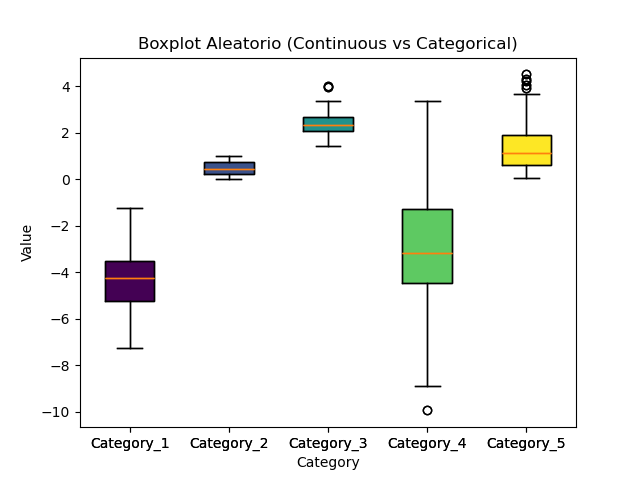 Boxplot Aleatorio (Continuous vs Categorical)
4
2
0
−2
−4
−6
−8
−10
Value
Category_1
Category_2
Category_3
Category_4
Category_5
Category